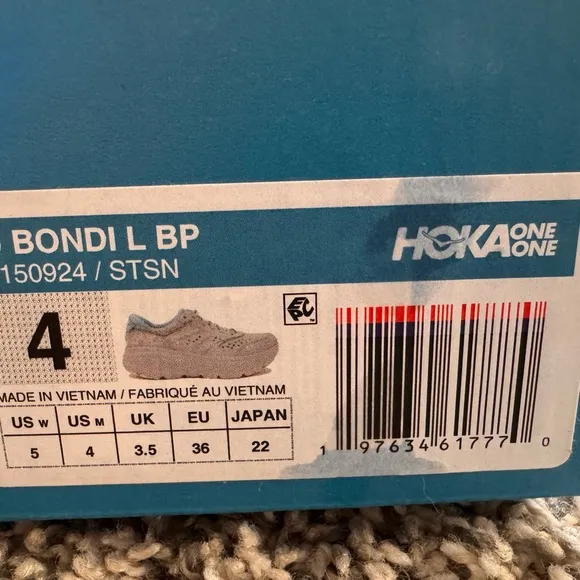 BONDI L BP
150924 / STSN
HOKA ONE ONE
4
EPC
MADE IN VIETNAM / FABRIQUÉ AU VIETNAM
US W US M UK EU JAPAN
5 4 3.5 36 22
1 97634 61777 0